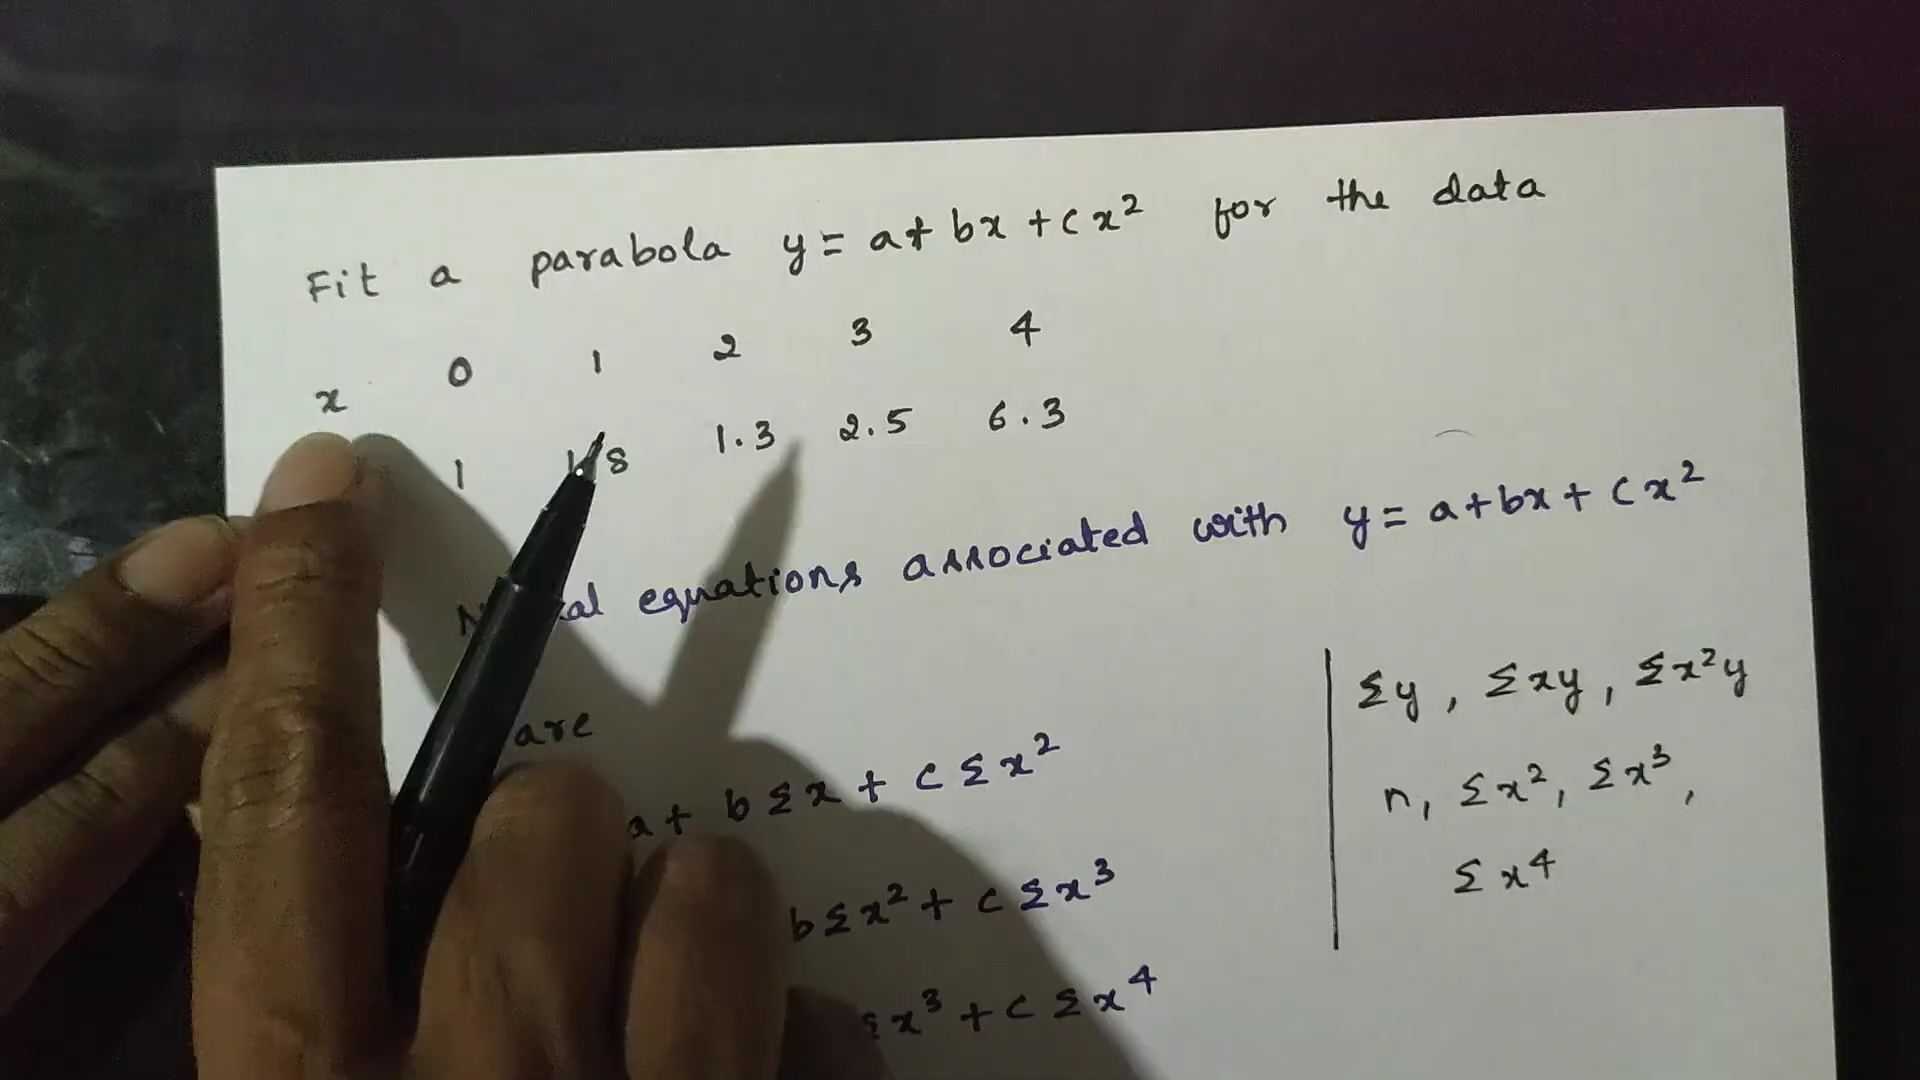 Fit a parabola y = a + bx + cx² for the data
x 0 1 2 3 4
1 1.3 2.5 6.3
equations associated with y = a + bx + cx²
are
a + bΣx + cΣx²
bΣx² + cΣx³
Σx³ + cΣx⁴
Σy, Σxy, Σx²y
n, Σx², Σx³,
Σx⁴